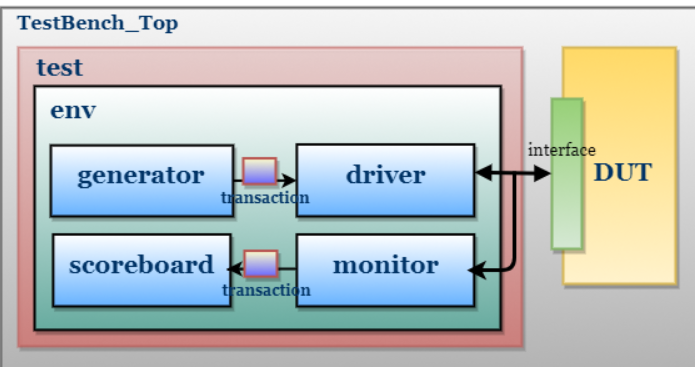 TestBench_Top
test
env
interface
generator
driver
DUT
transaction
scoreboard
monitor
transaction